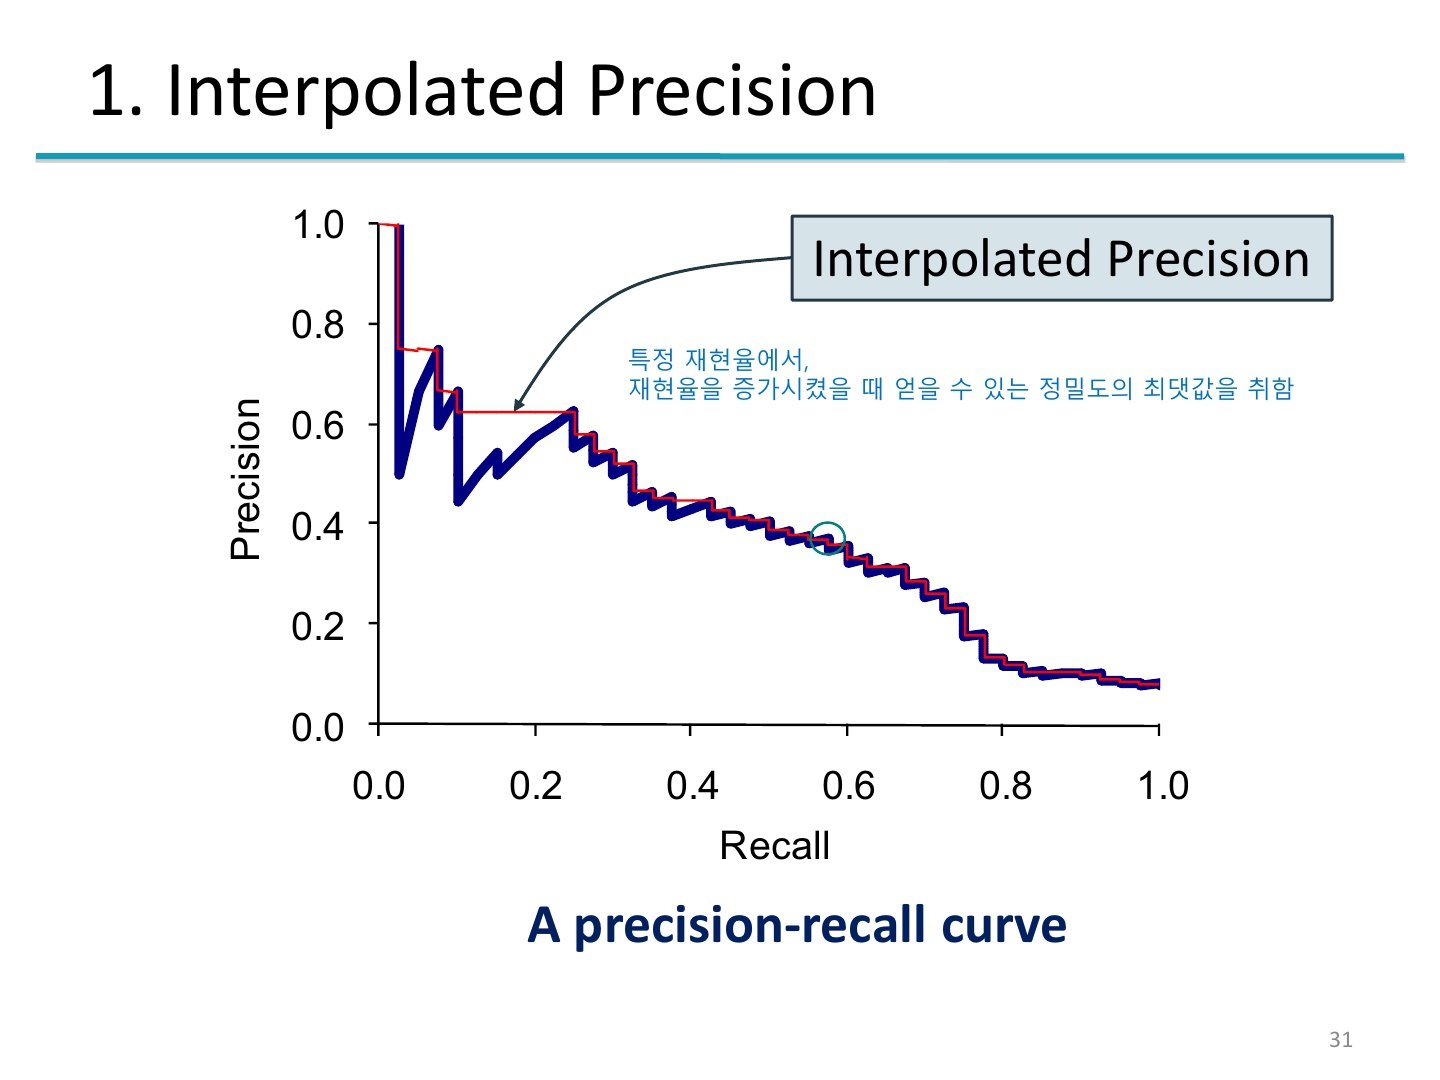 1. Interpolated Precision
Interpolated Precision
특정 재현율에서,
재현율을 증가시켰을 때 얻을 수 있는 정밀도의 최댓값을 취함
Precision
1.0
0.8
0.6
0.4
0.2
0.0
0.0 0.2 0.4 0.6 0.8 1.0
Recall
A precision-recall curve
31